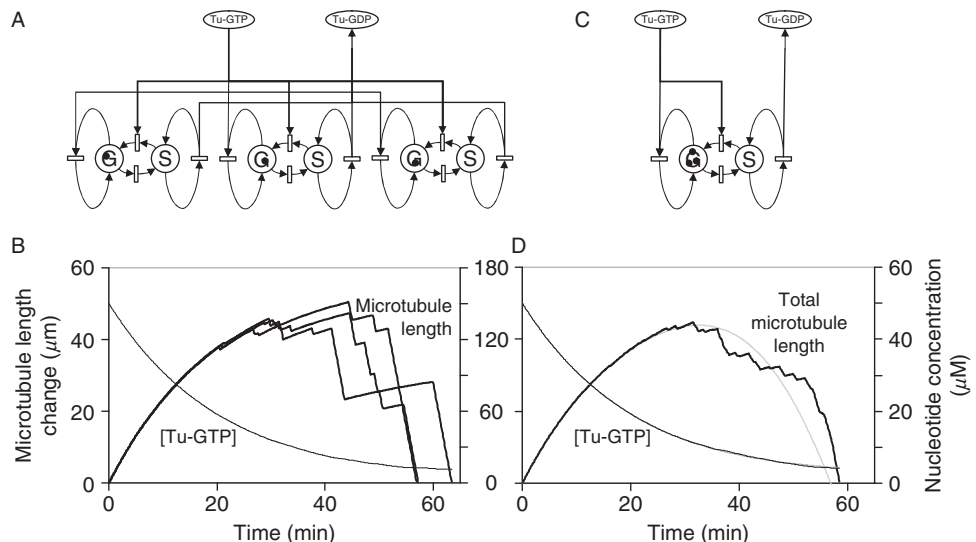 A
Tu-GTP
Tu-GDP
G
S
G
S
G
S
C
Tu-GTP
Tu-GDP
G
S
B
Microtubule length
change (μm)
60
40
20
0
Microtubule
length
[Tu-GTP]
0
20
40
60
Time (min)
D
180
120
60
0
Total
microtubule
length
[Tu-GTP]
60
40
20
0
Nucleotide concentration
(μM)
0
20
40
60
Time (min)